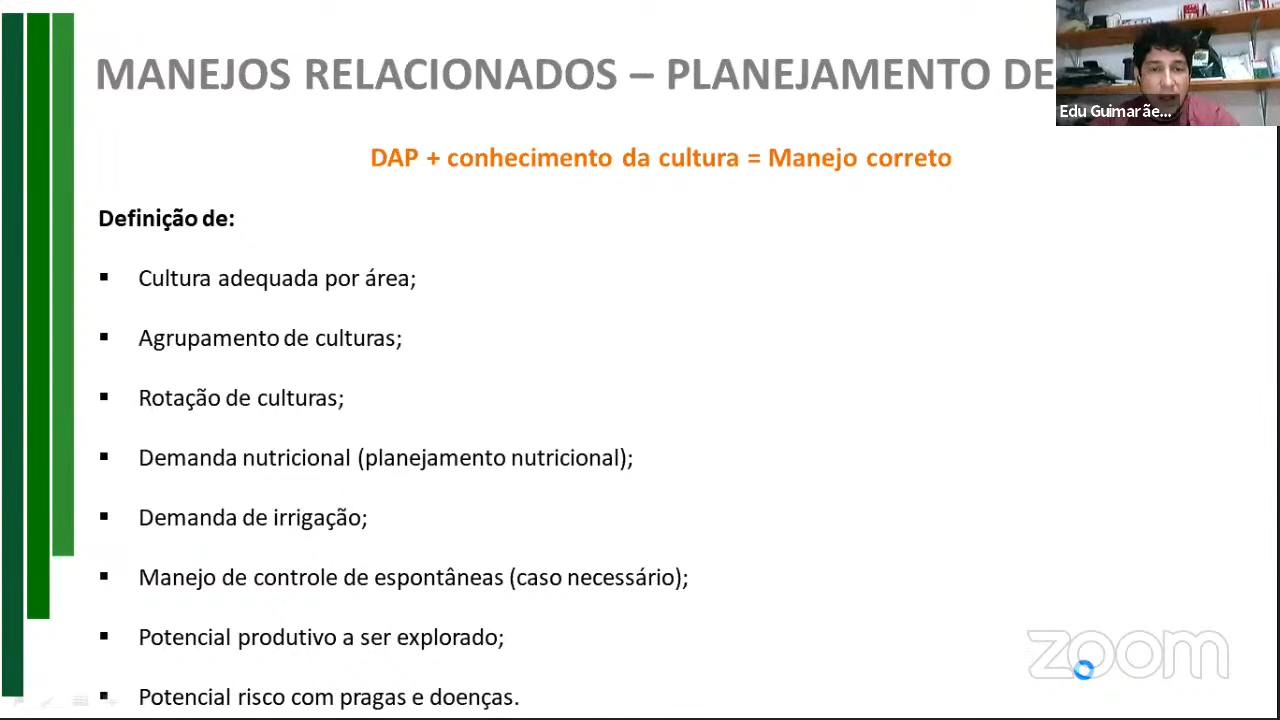 MANEJOS RELACIONADOS – PLANEJAMENTO DE
Edu Guimarãe...
DAP + conhecimento da cultura = Manejo correto
Definição de:
▪ Cultura adequada por área;
▪ Agrupamento de culturas;
▪ Rotação de culturas;
▪ Demanda nutricional (planejamento nutricional);
▪ Demanda de irrigação;
▪ Manejo de controle de espontâneas (caso necessário);
▪ Potencial produtivo a ser explorado;
▪ Potencial risco com pragas e doenças.
zoom